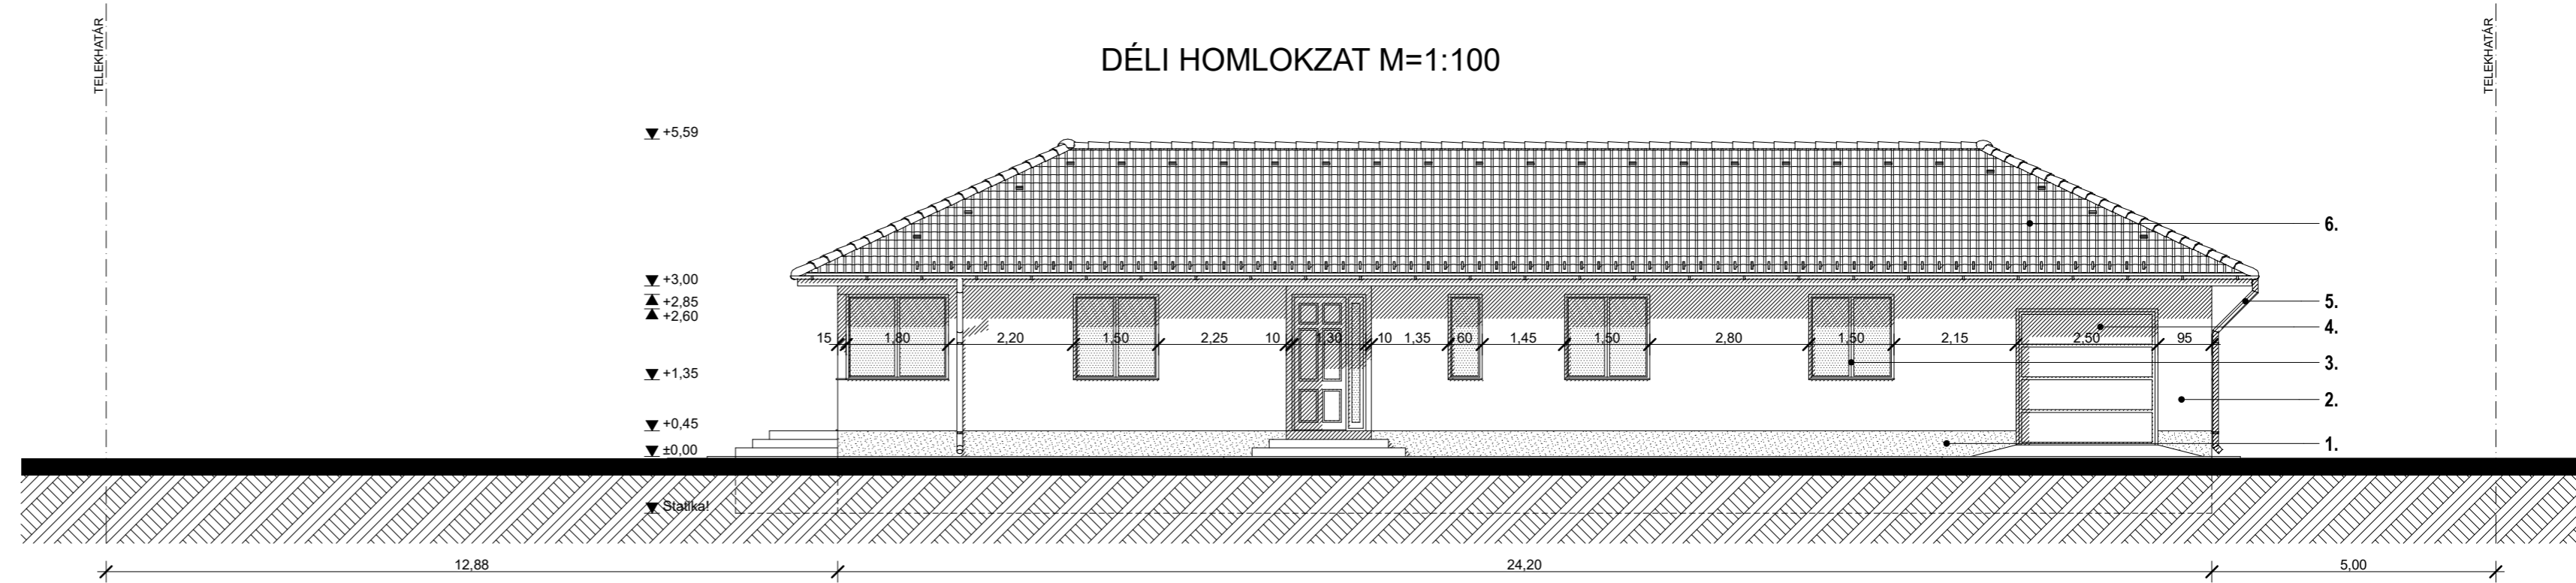 DÉLI HOMLOKZAT M=1:100
TELEKHATÁR
TELEKHATÁR
+5,59
+3,00
+2,85
+2,60
+1,35
+0,45
±0,00
Statika!
15 1,80 2,20 1,50 2,25 10 1,30 10 1,35 60 1,45 1,50 2,80 1,50 2,15 2,50 95
6.
5.
4.
3.
2.
1.
12,88 24,20 5,00